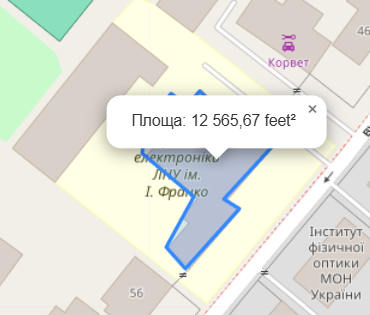 46
Корвет
Площа: 12 565,67 feet²
×
електроніки
ЛНУ ім.
І. Франко
Інститут
фізичної
оптики
МОН
України
56